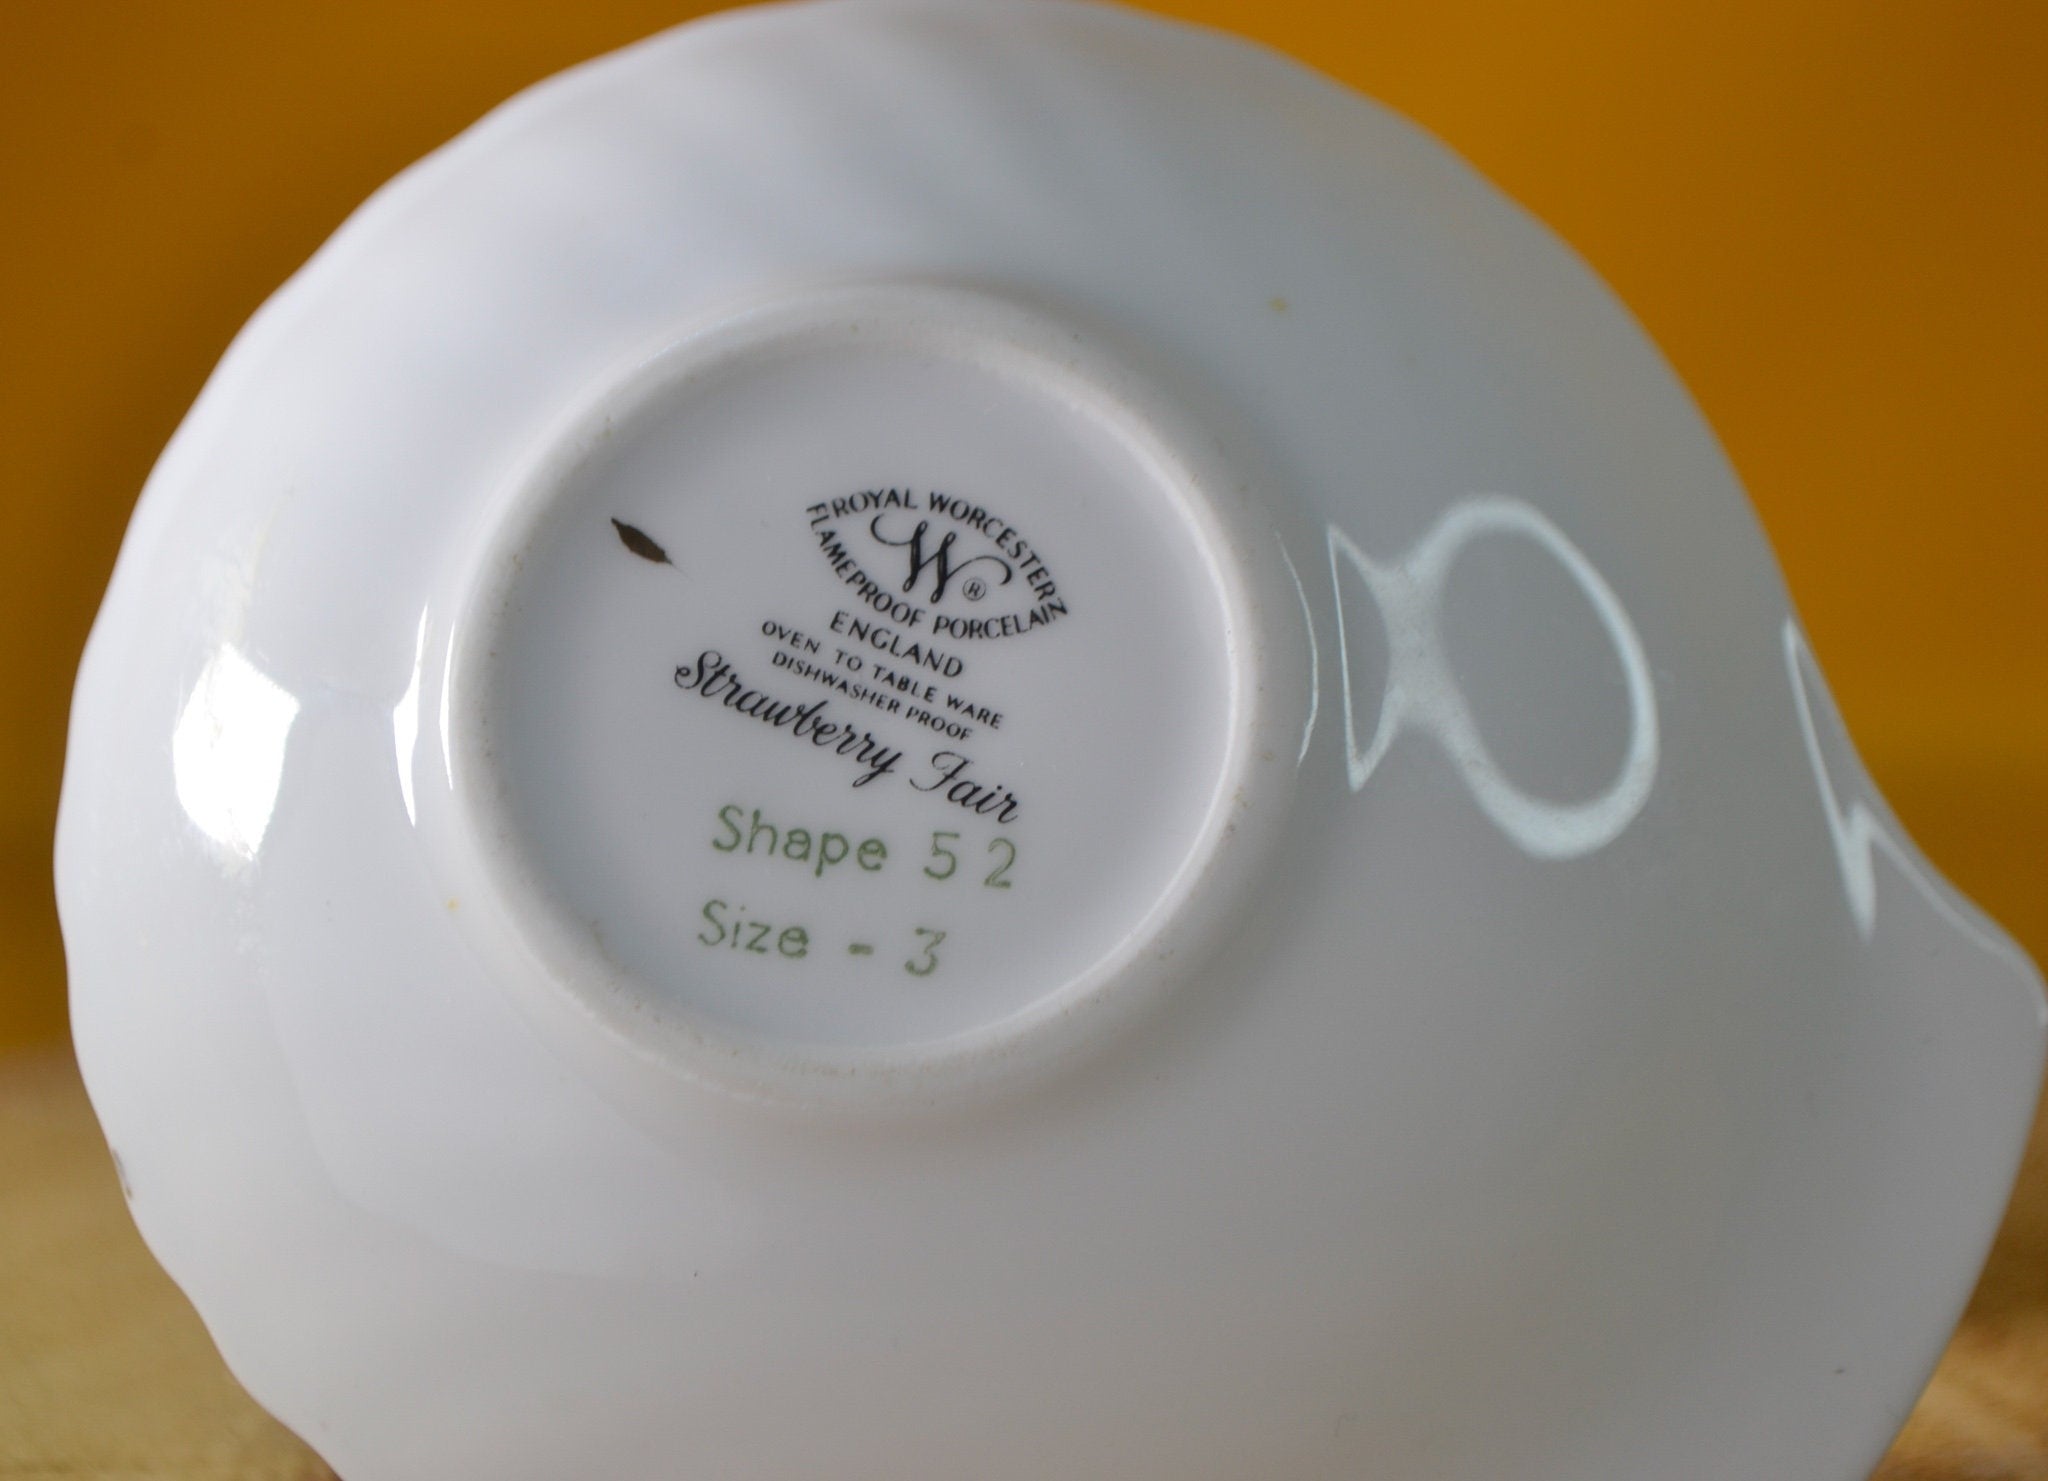 ROYAL WORCESTER
W ®
FLAMEPROOF PORCELAIN
ENGLAND
OVEN TO TABLE WARE
DISHWASHER PROOF
Strawberry Fair
Shape 52
Size - 3